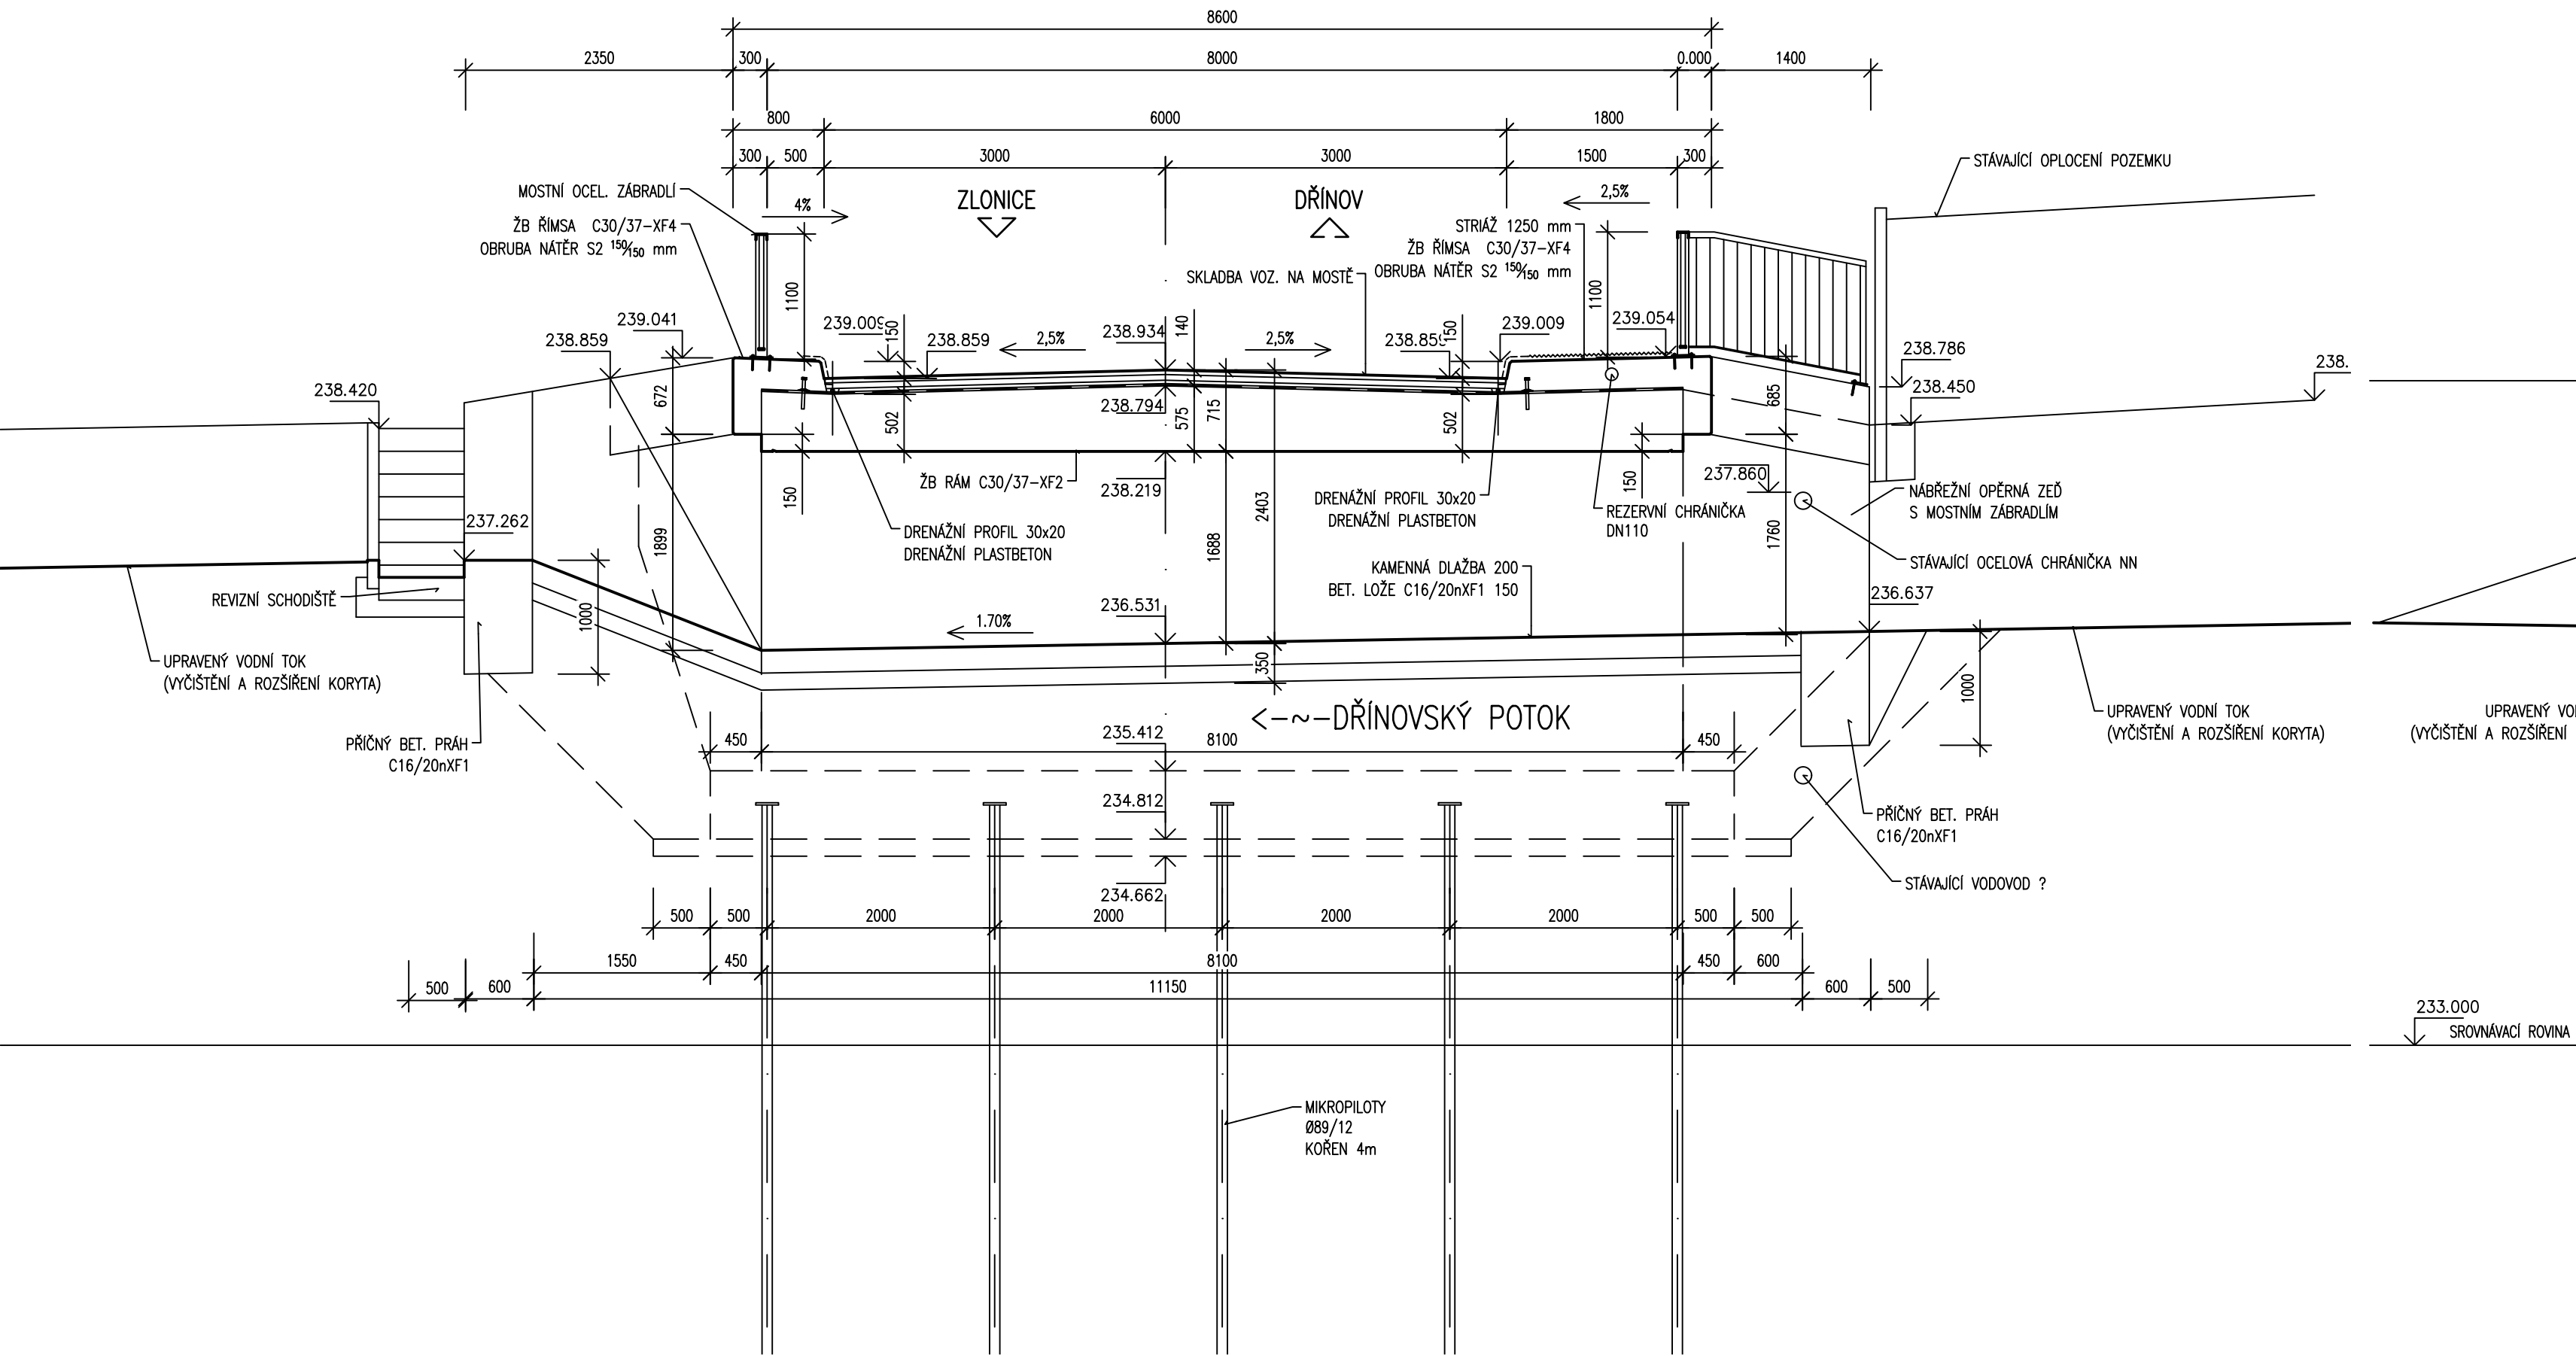 8600
2350
300
8000
0.000
1400
800
6000
1800
300
500
3000
3000
1500
300
STÁVAJÍCÍ OPLOCENÍ POZEMKU
MOSTNÍ OCEL. ZÁBRADLÍ
4%
ZLONICE
DŘÍNOV
2,5%
ŽB ŘÍMSA C30/37-XF4
OBRUBA NÁTĚR S2 150/150 mm
STRIÁŽ 1250 mm
ŽB ŘÍMSA C30/37-XF4
OBRUBA NÁTĚR S2 150/150 mm
SKLADBA VOZ. NA MOSTĚ
1100
1100
239.041
238.859
239.009
150
238.859
2,5%
238.934
140
2,5%
238.859
150
239.009
239.054
238.786
238.
238.420
672
502
238.794
575
715
502
685
238.450
237.262
1899
150
ŽB RÁM C30/37-XF2
238.219
2403
1688
DRENÁŽNÍ PROFIL 30x20
DRENÁŽNÍ PLASTBETON
DRENÁŽNÍ PROFIL 30x20
DRENÁŽNÍ PLASTBETON
150
REZERVNÍ CHRÁNIČKA
DN110
237.860
1760
NÁBŘEŽNÍ OPĚRNÁ ZEĎ
S MOSTNÍM ZÁBRADLÍM
STÁVAJÍCÍ OCELOVÁ CHRÁNIČKA NN
KAMENNÁ DLAŽBA 200
BET. LOŽE C16/20nXF1 150
REVIZNÍ SCHODIŠTĚ
1000
1.70%
236.531
236.637
350
UPRAVENÝ VODNÍ TOK
(VYČIŠTĚNÍ A ROZŠÍŘENÍ KORYTA)
1000
UPRAVENÝ VODNÍ TOK
(VYČIŠTĚNÍ A ROZŠÍŘENÍ KORYTA)
(VYČIŠTĚNÍ A ROZŠÍŘENÍ
UPRAVENÝ
<-~-DŘÍNOVSKÝ POTOK
PŘÍČNÝ BET. PRÁH
C16/20nXF1
450
235.412
8100
450
234.812
PŘÍČNÝ BET. PRÁH
C16/20nXF1
STÁVAJÍCÍ VODOVOD ?
234.662
500
500
2000
2000
2000
2000
500
500
1550
450
8100
450
600
500
600
11150
600
500
233.000
SROVNÁVACÍ ROVINA
MIKROPILOTY
Ø89/12
KOŘEN 4m